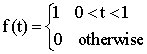 f (t) = { 1 0 < t < 1
0 otherwise